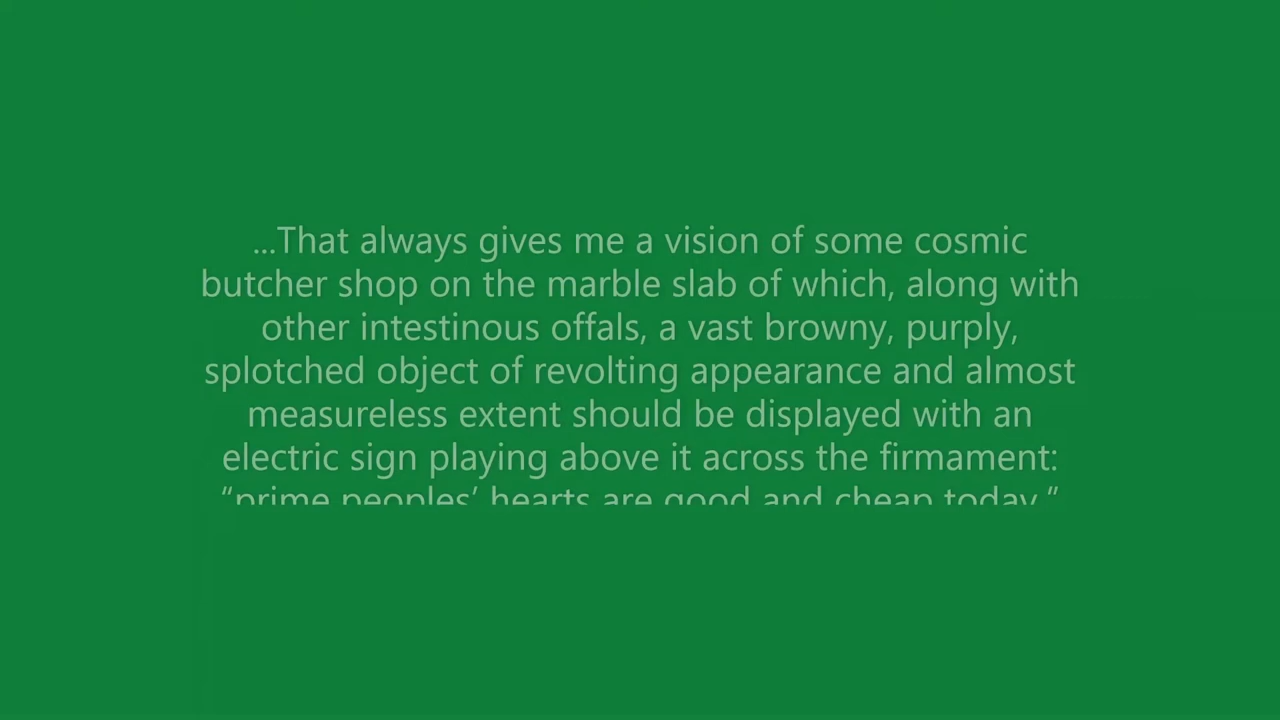 ...That always gives me a vision of some cosmic
butcher shop on the marble slab of which, along with
other intestinous offals, a vast browny, purply,
splotched object of revolting appearance and almost
measureless extent should be displayed with an
electric sign playing above it across the firmament:
“prime peoples’ hearts are good and cheap today.”